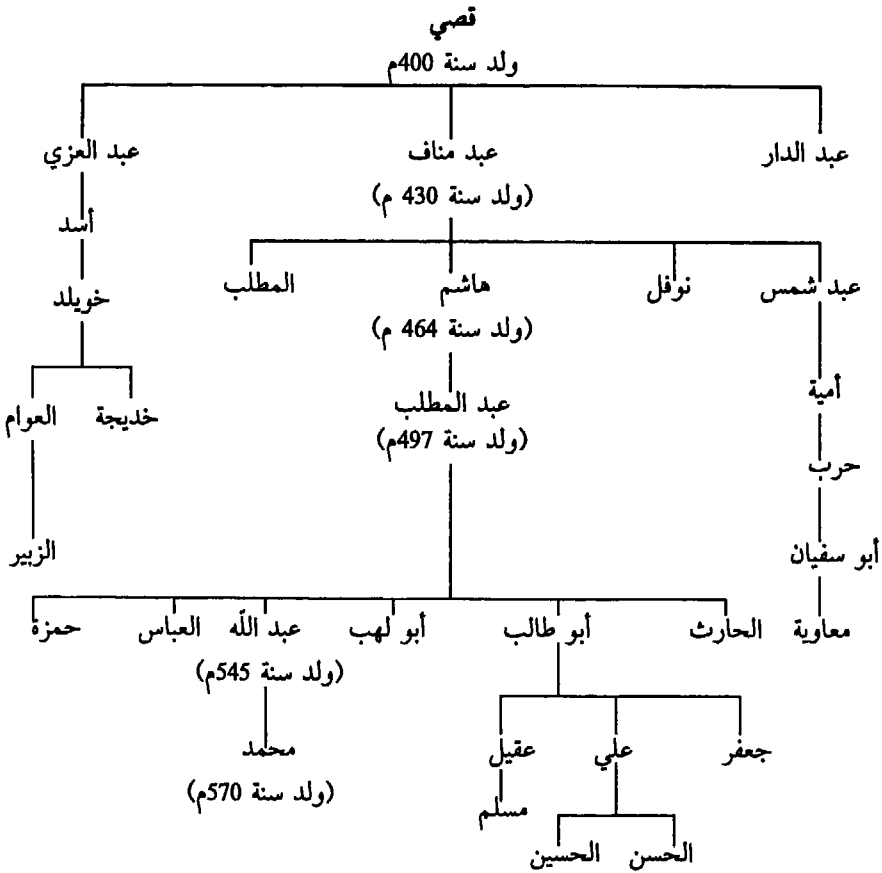 قصي
ولد سنة 400م
عبد الدار عبد مناف عبد العزي
(ولد سنة 430 م)
أسد
عبد شمس نوفل هاشم المطلب خويلد
(ولد سنة 464 م)
أمية عبد المطلب خديجة العوام
(ولد سنة 497م)
حرب
أبو سفيان الزبير
معاوية الحارث أبو طالب أبو لهب عبد الله العباس حمزة
(ولد سنة 545م)
جعفر علي عقيل محمد
(ولد سنة 570م)
مسلم
الحسن الحسين